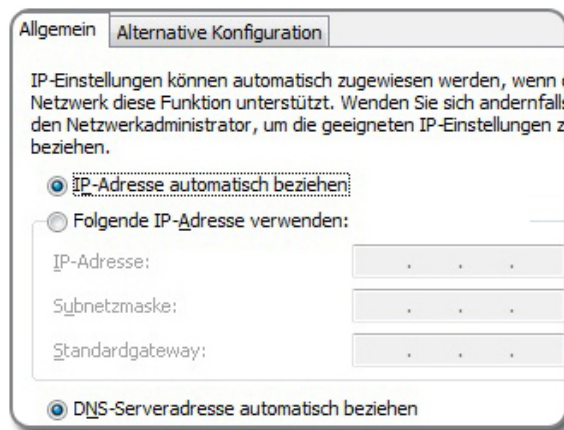 Allgemein
Alternative Konfiguration
IP-Einstellungen können automatisch zugewiesen werden, wenn
Netzwerk diese Funktion unterstützt. Wenden Sie sich andernfalls
den Netzwerkadministrator, um die geeigneten IP-Einstellungen
beziehen.
IP-Adresse automatisch beziehen
Folgende IP-Adresse verwenden:
IP-Adresse:
Subnetzmaske:
Standardgateway:
DNS-Serveradresse automatisch beziehen